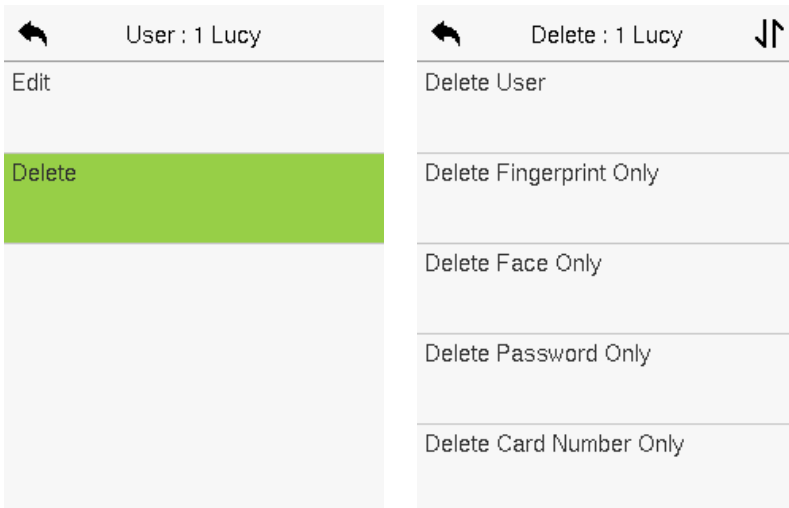 User : 1 Lucy
Edit
Delete
Delete : 1 Lucy
Delete User
Delete Fingerprint Only
Delete Face Only
Delete Password Only
Delete Card Number Only